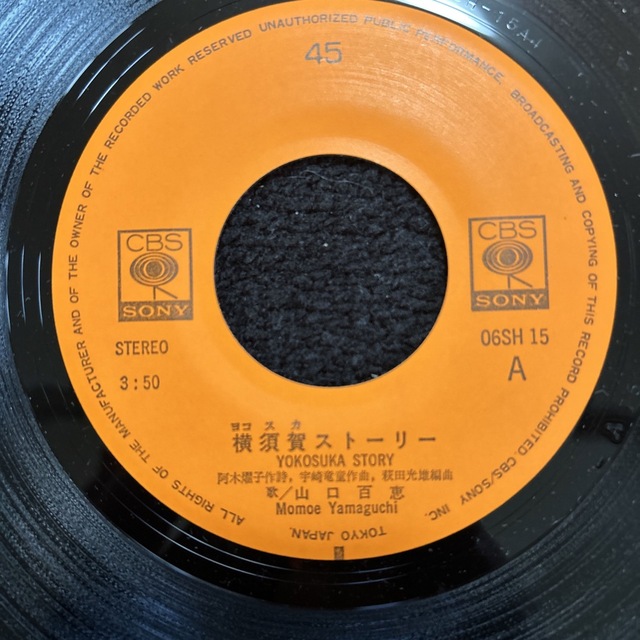 ALL RIGHTS OF THE MANUFACTURER AND OF THE OWNER OF THE RECORDED WORK RESERVED UNAUTHORIZED PUBLIC PERFORMANCE, BROADCASTING AND COPYING OF THIS RECORD PROHIBITED. CBS/SONY INC. TOKYO JAPAN.
45
CBS
SONY
CBS
SONY
STEREO
06SH 15
3:50
A
ヨコ ス カ
横須賀ストーリー
YOKOSUKA STORY
阿木燿子作詩, 宇崎竜童作曲, 萩田光雄編曲
歌/山口百恵
Momoe Yamaguchi